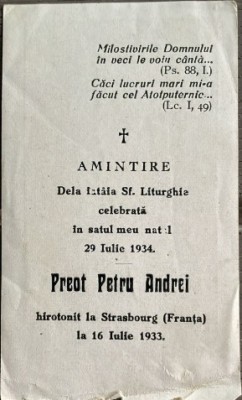 Milostivirile Domnului
în veci le voiu cânta...
(Ps. 88, I.)
Căci lucruri mari mi-a
făcut cel Atotputernic...
(Lc. I, 49)
AMINTIRE
Dela întâia Sf. Liturghie
celebrată
în satul meu natal
29 Iulie 1934.
Preot Petru Andrei
hirotonit la Strasbourg (Franța)
la 16 Iulie 1933.